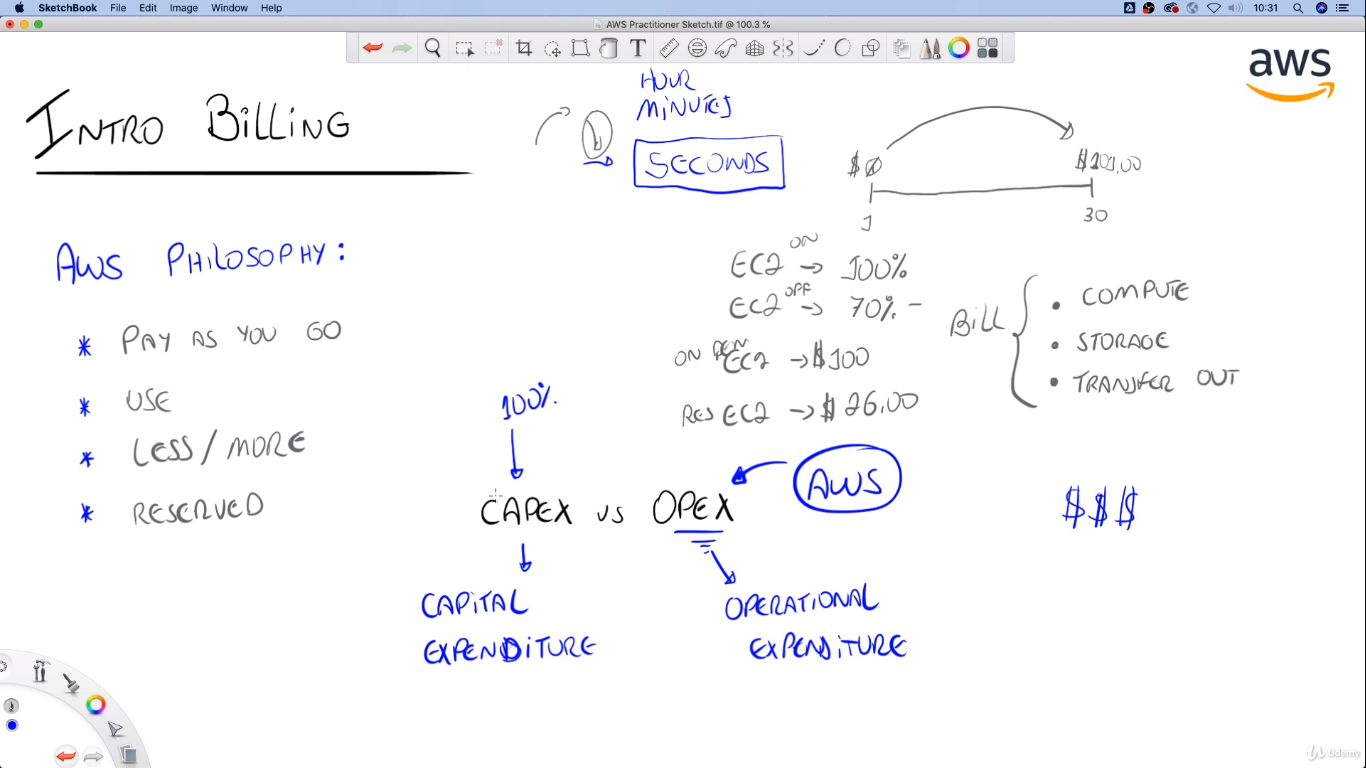 SketchBook File Edit Image Window Help
10:31
AWS Practitioner Sketch.tif @ 100.3 %
aws
INTRO BILLING
HOUR
MINUTES
SECONDS
$0
1
30
AWS PHILOSOPHY:
* PAY AS YOU GO
* USE
* LESS/MORE
* RESERVED
EC2 ON → 100%
EC2 OFF → 70% -
EC2 → $100
RES EC2 → $26,00
BILL {
• COMPUTE
• STORAGE
• TRANSFER OUT
100%
CAPEX VS OPEX
AWS
$$$
CAPITAL
EXPENDITURE
OPERATIONAL
EXPENDITURE
Udemy